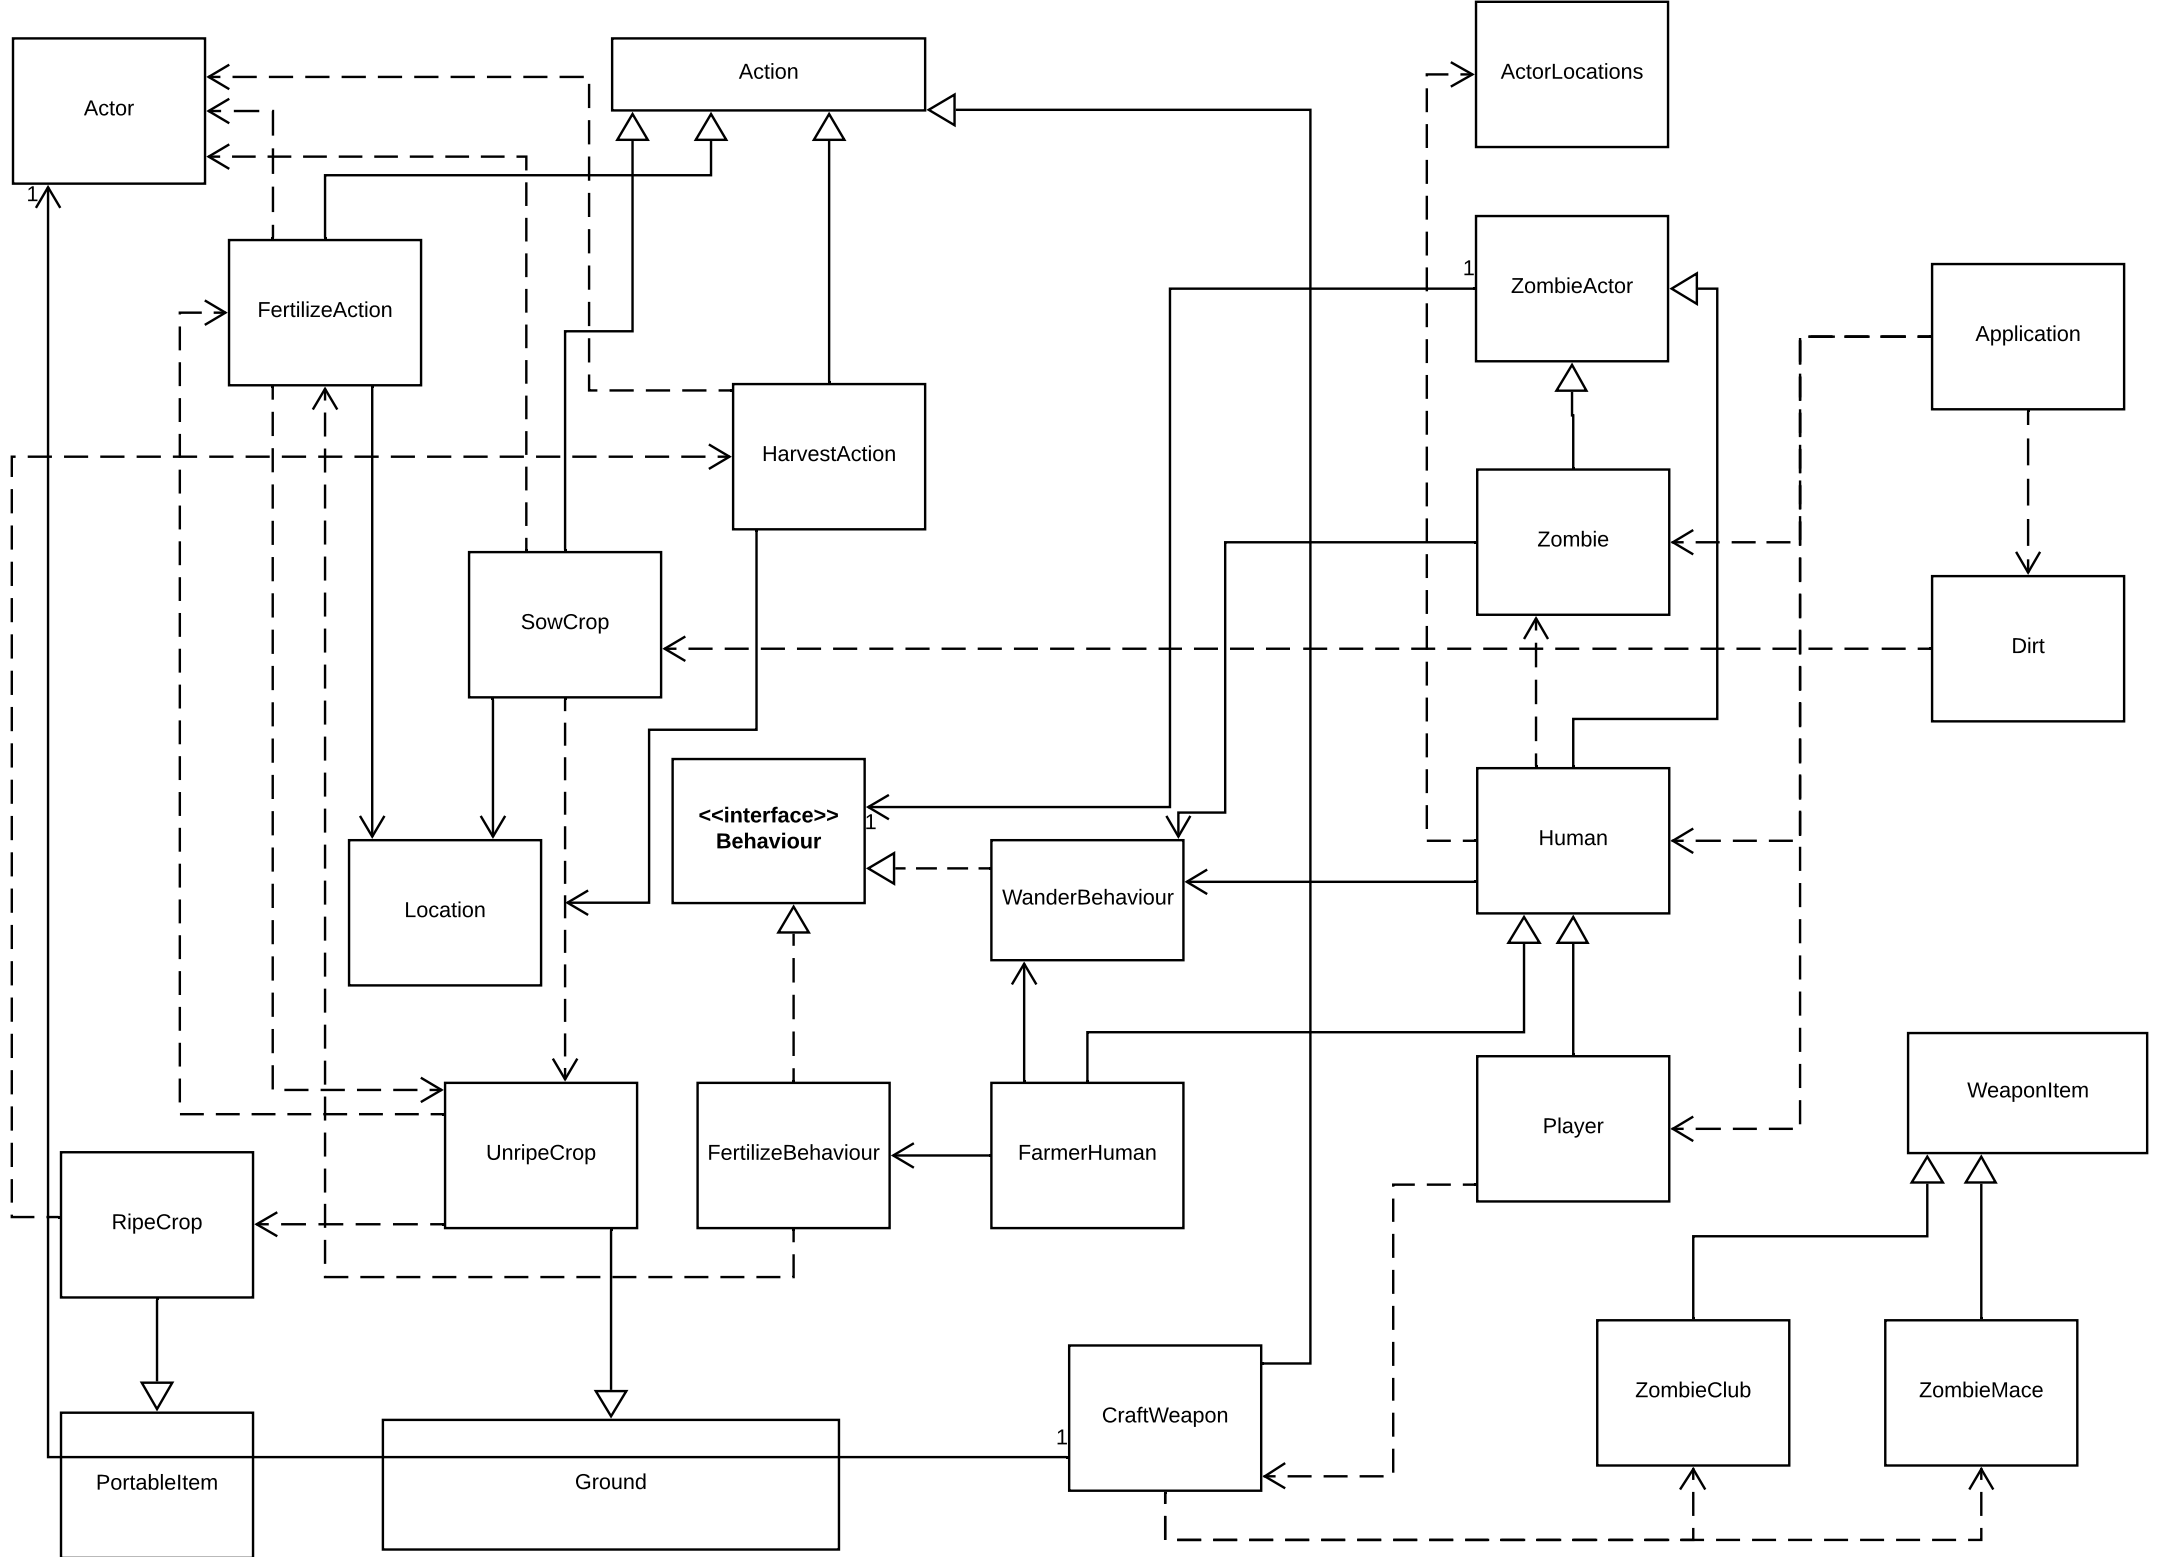 Actor
Action
ActorLocations
1
FertilizeAction
1
ZombieActor
Application
HarvestAction
Zombie
SowCrop
Dirt
<<interface>>
Behaviour
1
Human
Location
WanderBehaviour
WeaponItem
UnripeCrop
FertilizeBehaviour
FarmerHuman
Player
RipeCrop
ZombieClub
ZombieMace
CraftWeapon
1
PortableItem
Ground